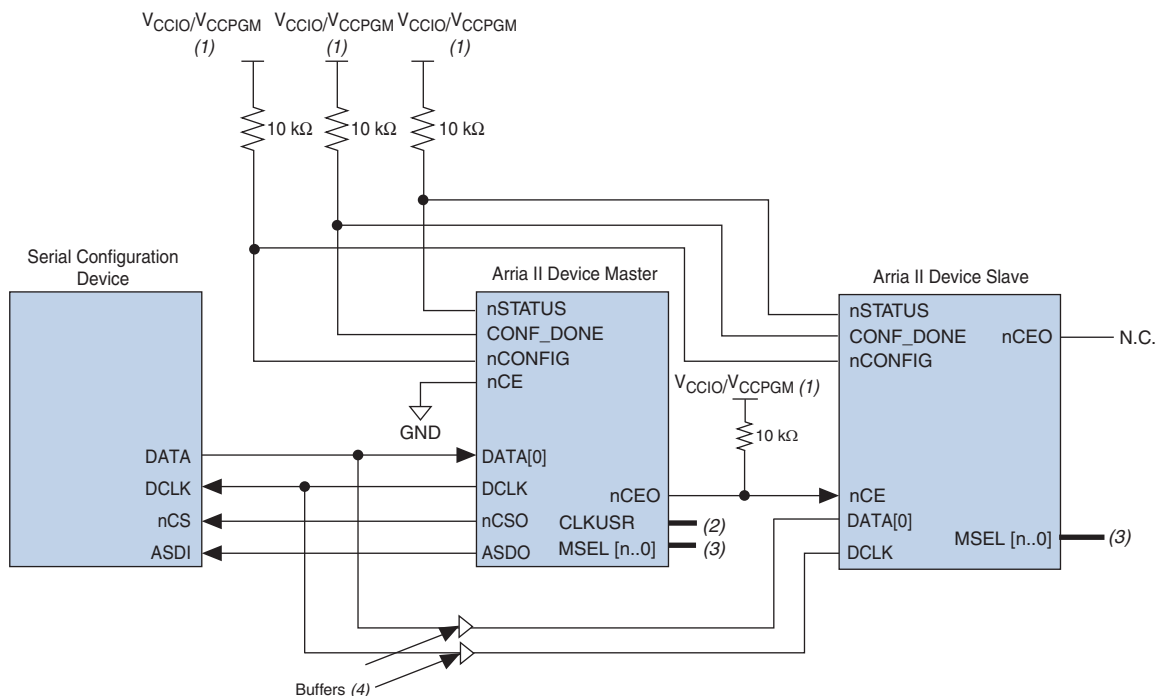 VCCIO/VCCPGM VCCIO/VCCPGM VCCIO/VCCPGM
(1) (1) (1)
10 kΩ 10 kΩ 10 kΩ
Serial Configuration
Device
DATA
DCLK
nCS
ASDI
Arria II Device Master
nSTATUS
CONF_DONE
nCONFIG
nCE
GND
DATA[0]
DCLK
nCSO
ASDO
nCEO
CLKUSR (2)
MSEL [n..0] (3)
VCCIO/VCCPGM (1)
10 kΩ
Arria II Device Slave
nSTATUS
CONF_DONE
nCONFIG
nCEO N.C.
nCE
DATA[0]
DCLK
MSEL [n..0] (3)
Buffers (4)